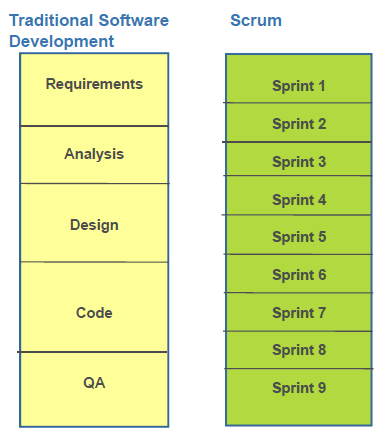 Traditional Software
Development
Requirements
Analysis
Design
Code
QA
Scrum
Sprint 1
Sprint 2
Sprint 3
Sprint 4
Sprint 5
Sprint 6
Sprint 7
Sprint 8
Sprint 9